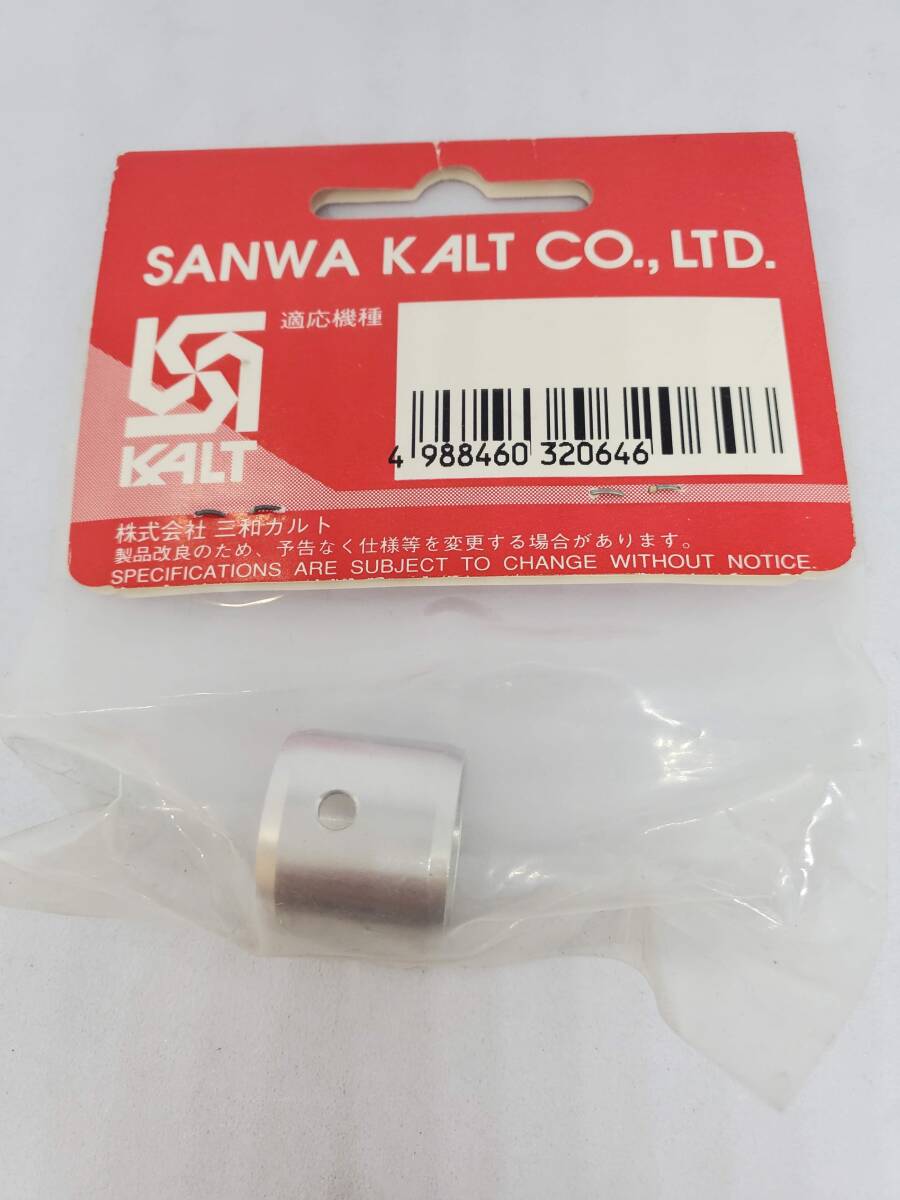 SANWA KALT CO., LTD.
適応機種
KALT
4 988460 320646
株式会社 三和カルト
製品改良のため、予告なく仕様等を変更する場合があります。
SPECIFICATIONS ARE SUBJECT TO CHANGE WITHOUT NOTICE.